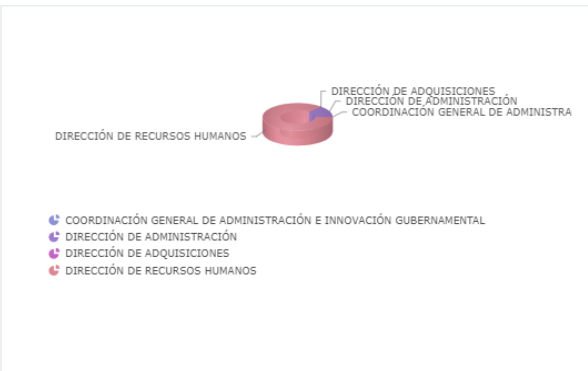 DIRECCIÓN DE ADQUISICIONES
DIRECCIÓN DE ADMINISTRACIÓN
COORDINACIÓN GENERAL DE ADMINISTRA
DIRECCIÓN DE RECURSOS HUMANOS
COORDINACIÓN GENERAL DE ADMINISTRACIÓN E INNOVACIÓN GUBERNAMENTAL
DIRECCIÓN DE ADMINISTRACIÓN
DIRECCIÓN DE ADQUISICIONES
DIRECCIÓN DE RECURSOS HUMANOS